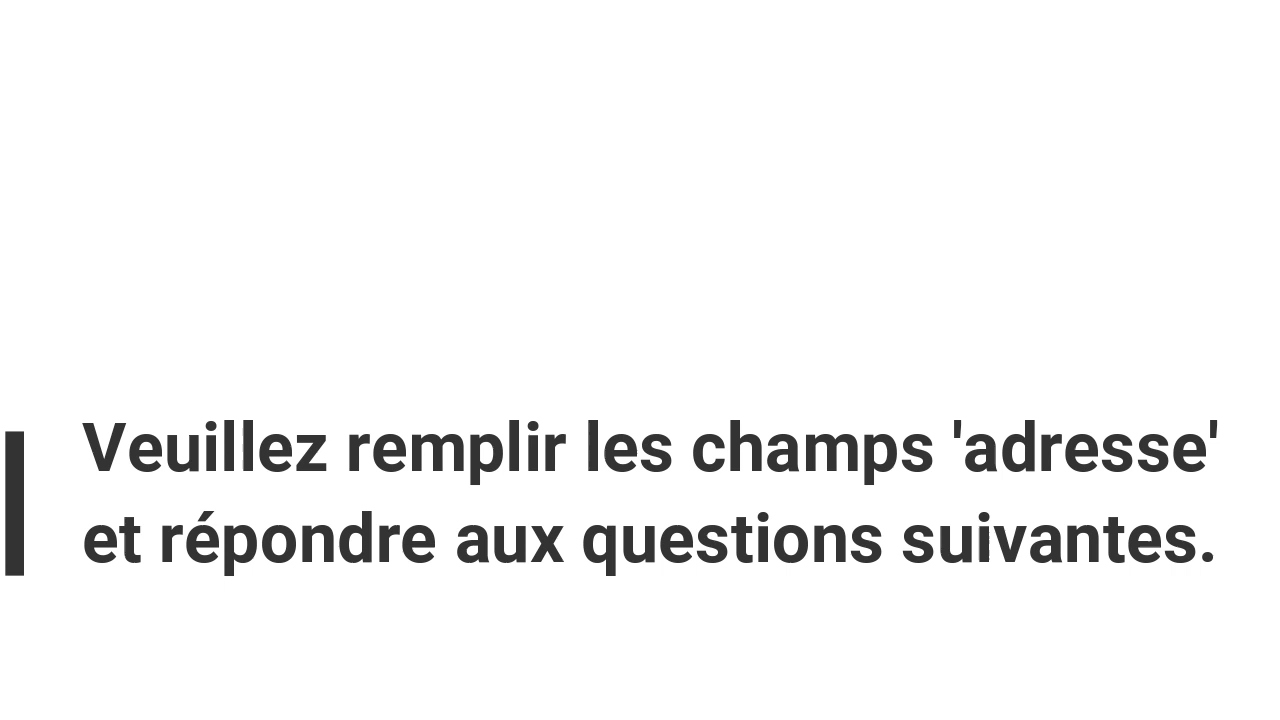 Veuillez remplir les champs 'adresse'
et répondre aux questions suivantes.